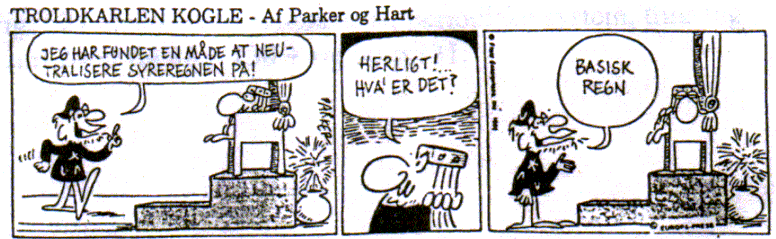 TROLDKARLEN KOGLE - Af Parker og Hart
JEG HAR FUNDET EN MÅDE AT NEU-
TRALISERE SYREREGNEN PÅ!
PARKER
HERLIGT!...
HVA' ER DET?
BASISK
REGN